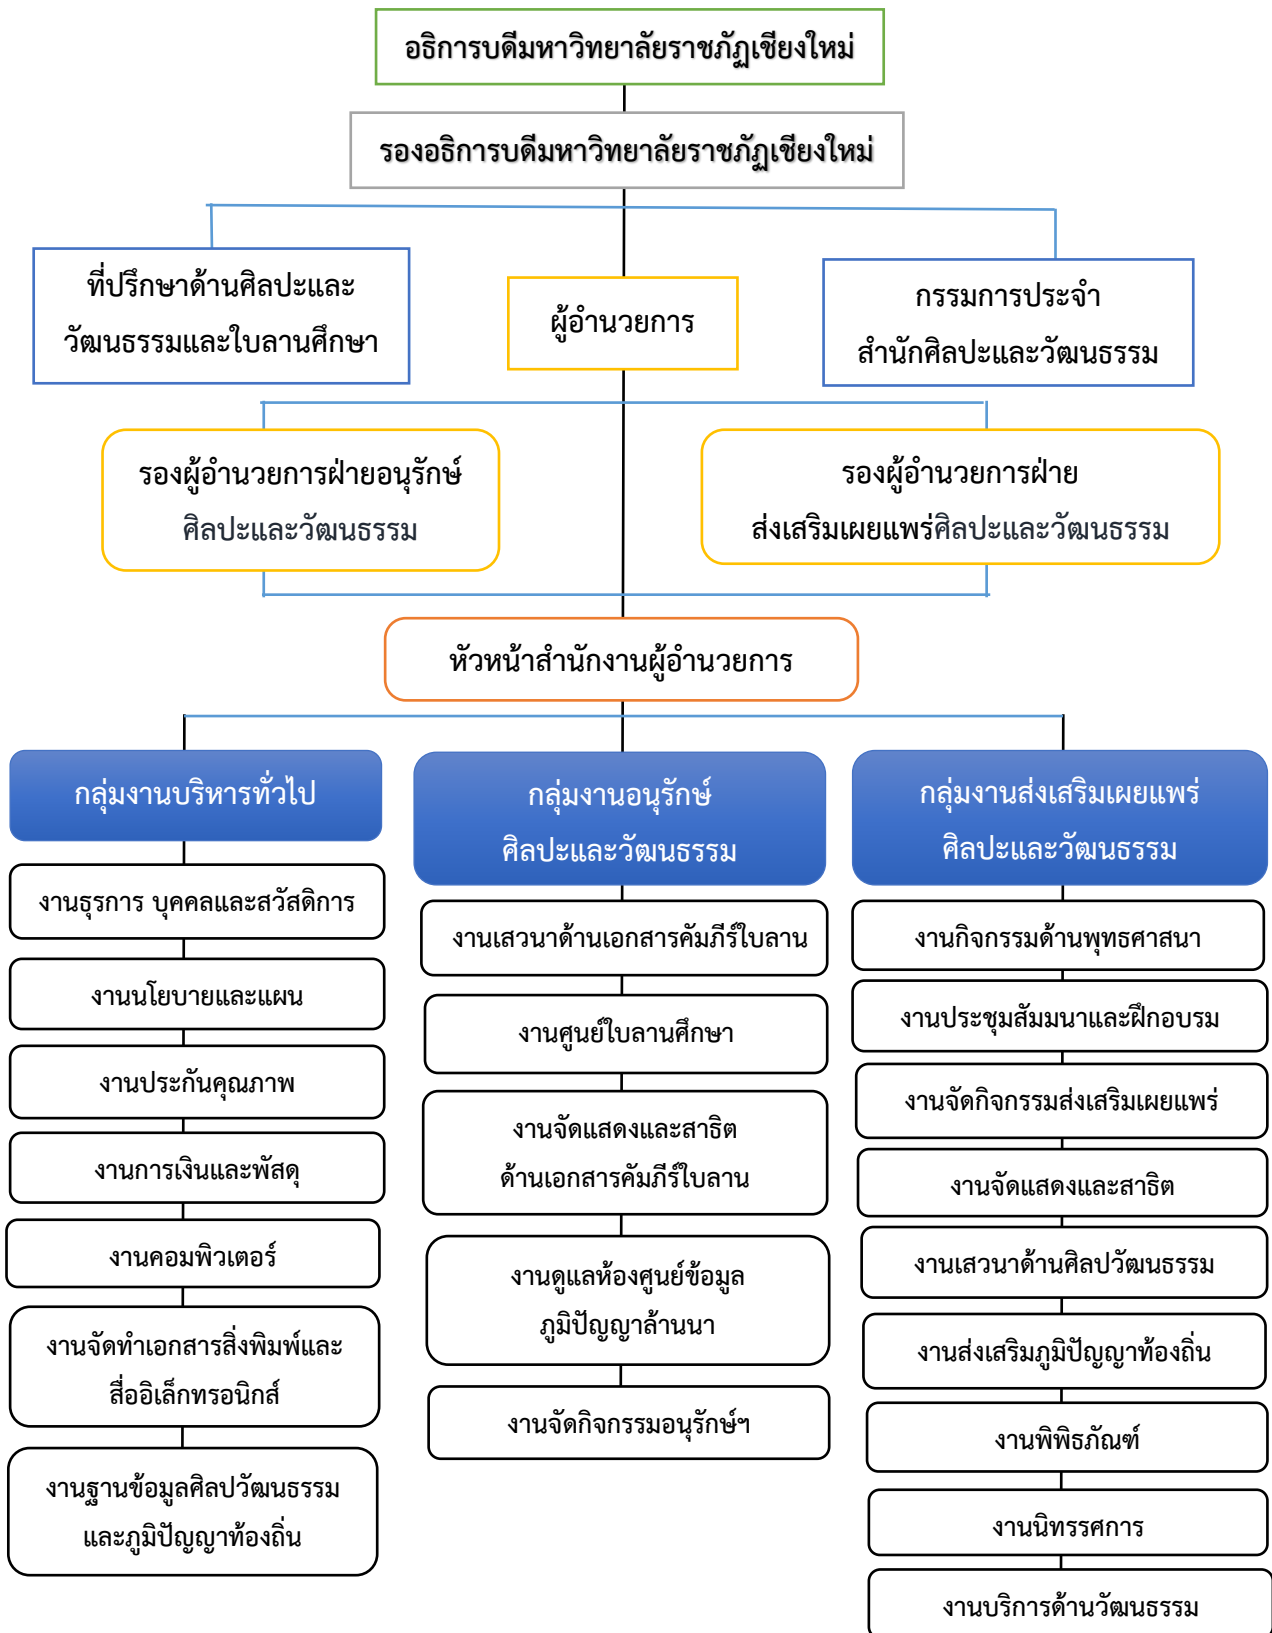 อธิการบดีมหาวิทยาลัยราชภัฏเชียงใหม่
รองอธิการบดีมหาวิทยาลัยราชภัฏเชียงใหม่
ที่ปรึกษาด้านศิลปะและ
วัฒนธรรมและใบลานศึกษา
ผู้อำนวยการ
กรรมการประจำ
สำนักศิลปะและวัฒนธรรม
รองผู้อำนวยการฝ่ายอนุรักษ์
ศิลปะและวัฒนธรรม
รองผู้อำนวยการฝ่าย
ส่งเสริมเผยแพร่ศิลปะและวัฒนธรรม
หัวหน้าสำนักงานผู้อำนวยการ
กลุ่มงานบริหารทั่วไป
งานธุรการ บุคคลและสวัสดิการ
งานนโยบายและแผน
งานประกันคุณภาพ
งานการเงินและพัสดุ
งานคอมพิวเตอร์
งานจัดทำเอกสารสิ่งพิมพ์และ
สื่ออิเล็กทรอนิกส์
งานฐานข้อมูลศิลปวัฒนธรรม
และภูมิปัญญาท้องถิ่น
กลุ่มงานอนุรักษ์
ศิลปะและวัฒนธรรม
งานเสวนาด้านเอกสารคัมภีร์ใบลาน
งานศูนย์ใบลานศึกษา
งานจัดแสดงและสาธิต
ด้านเอกสารคัมภีร์ใบลาน
งานดูแลห้องศูนย์ข้อมูล
ภูมิปัญญาล้านนา
งานจัดกิจกรรมอนุรักษ์ฯ
กลุ่มงานส่งเสริมเผยแพร่
ศิลปะและวัฒนธรรม
งานกิจกรรมด้านพุทธศาสนา
งานประชุมสัมมนาและฝึกอบรม
งานจัดกิจกรรมส่งเสริมเผยแพร่
งานจัดแสดงและสาธิต
งานเสวนาด้านศิลปวัฒนธรรม
งานส่งเสริมภูมิปัญญาท้องถิ่น
งานพิพิธภัณฑ์
งานนิทรรศการ
งานบริการด้านวัฒนธรรม